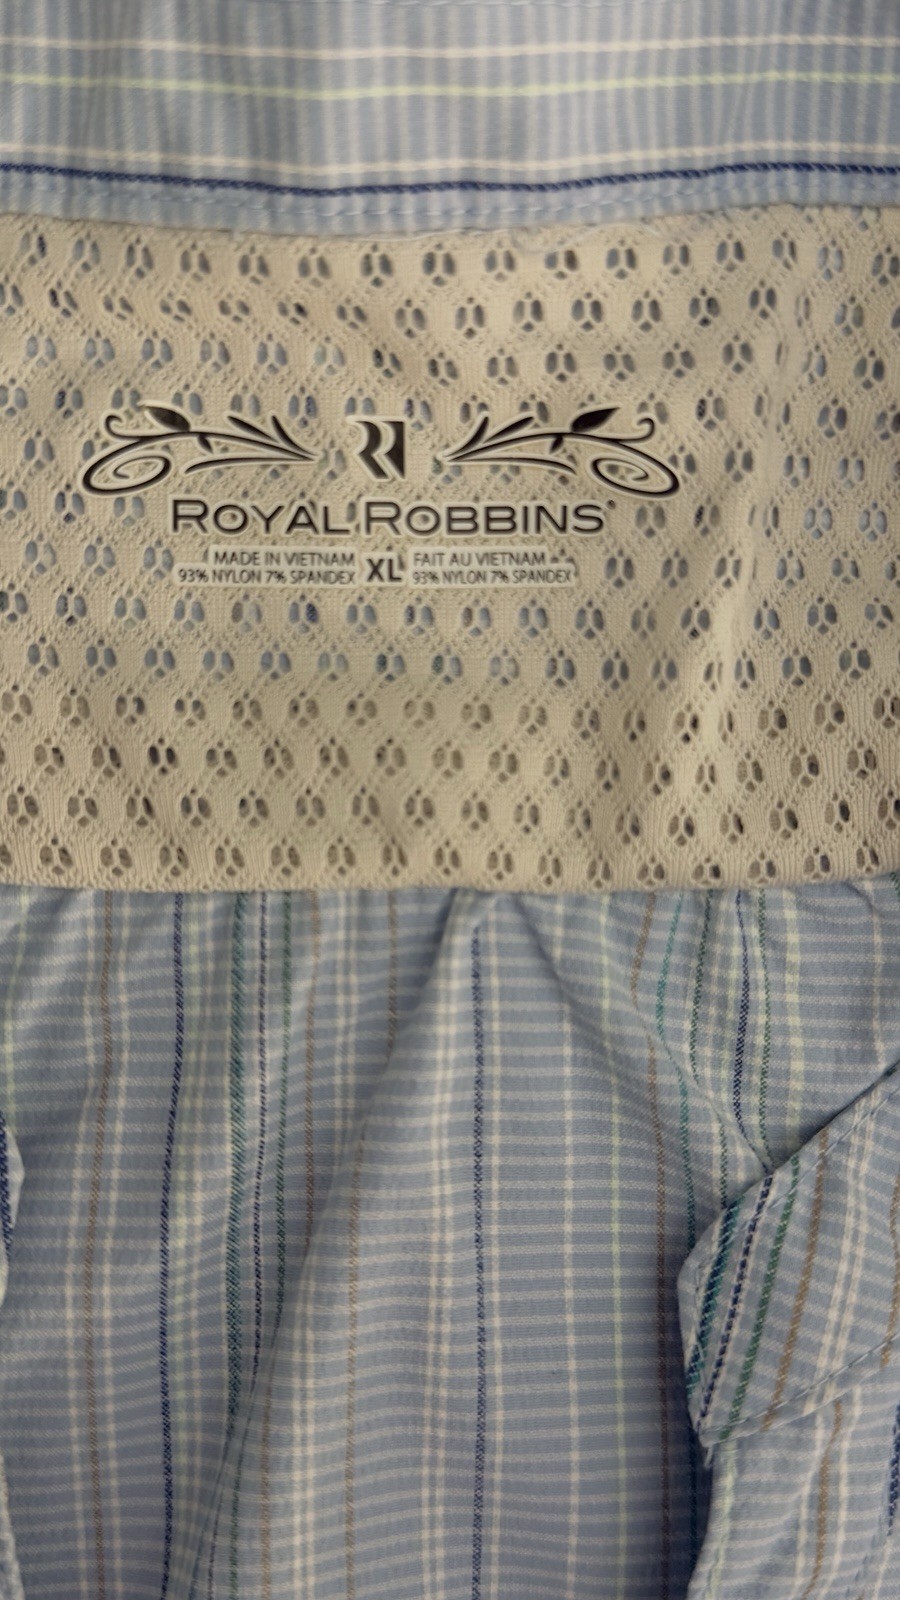 ROYAL ROBBINS®
MADE IN VIETNAM
93% NYLON 7% SPANDEX
XL
FAIT AU VIETNAM
93% NYLON 7% SPANDEX